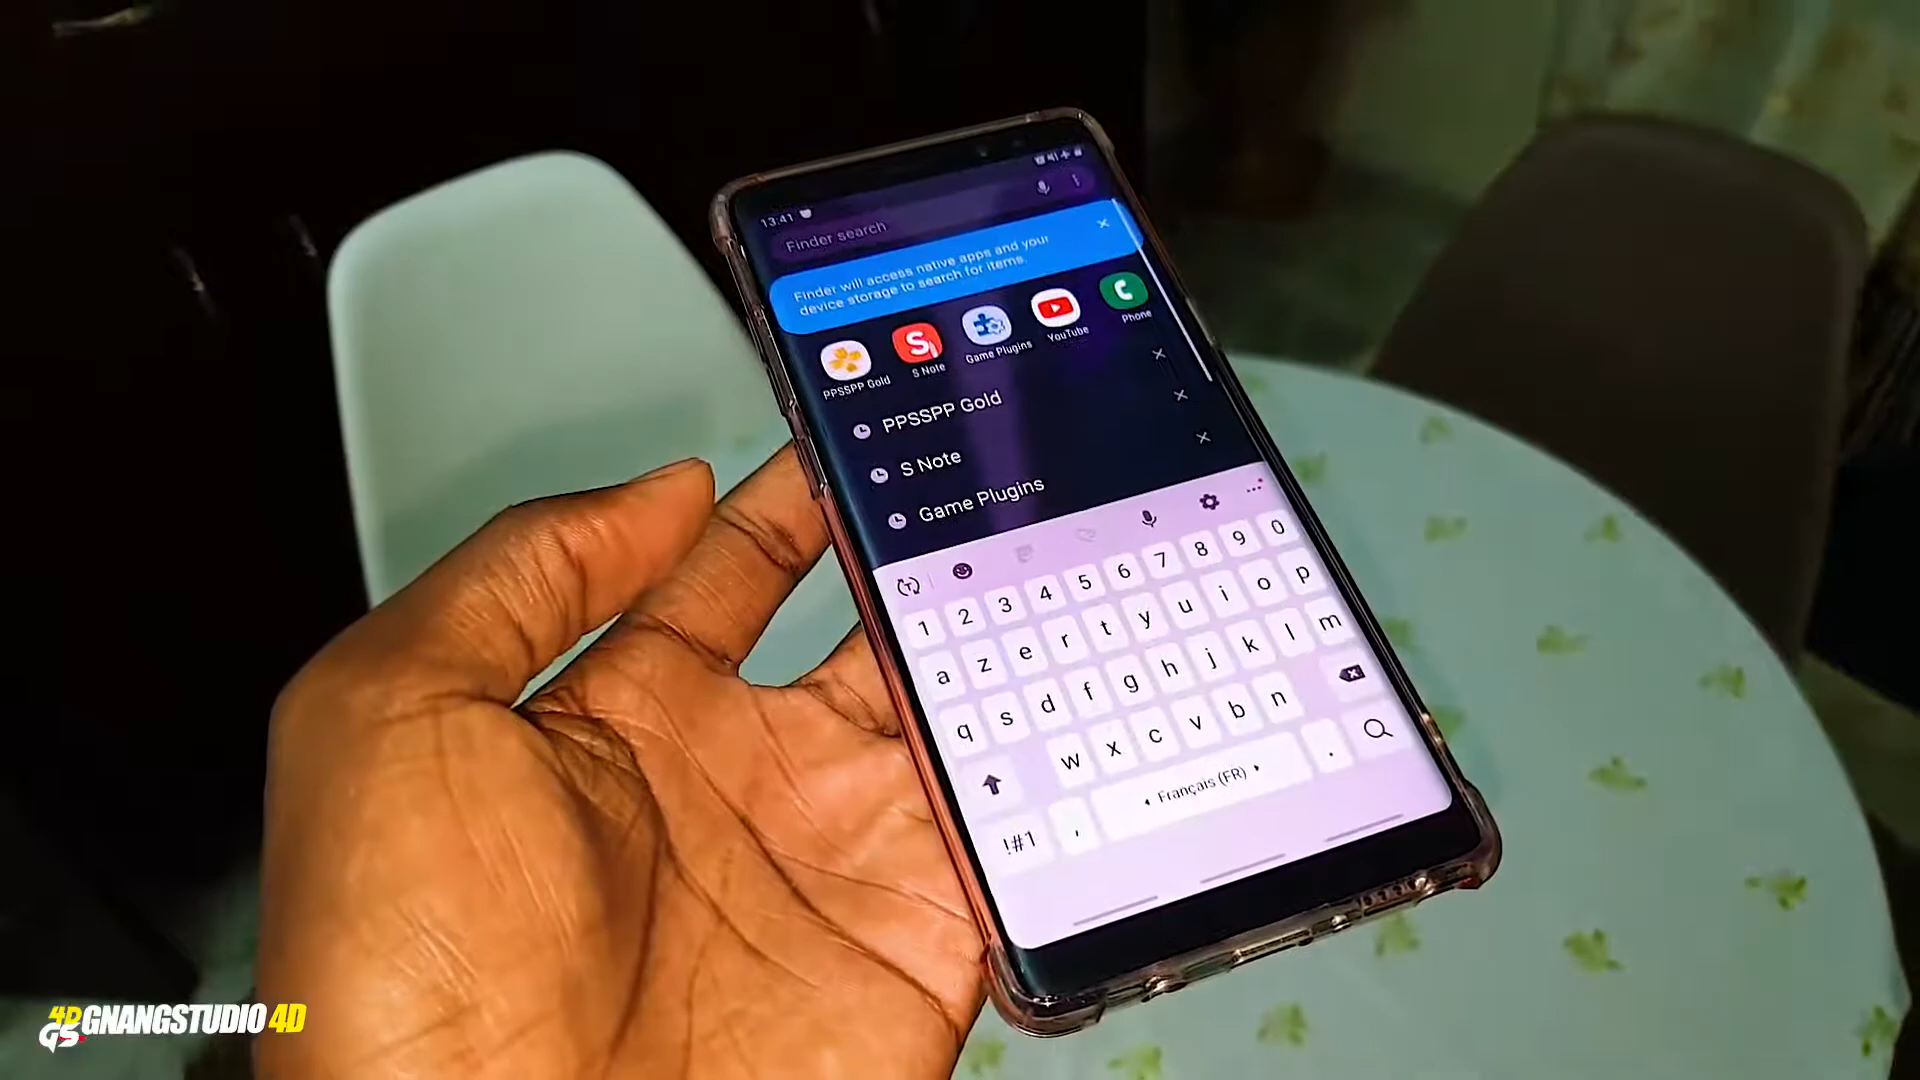 13:41
Finder search
Finder will access native apps and your
device storage to search for items.
PPSSPP Gold
S Note
Game Plugins
YouTube
Phone
PPSSPP Gold
S Note
Game Plugins
1 2 3 4 5 6 7 8 9 0
a z e r t y u i o p
q s d f g h j k l m
w x c v b n
!#1 , Français (FR) .
4D
GS GNANGSTUDIO 4D